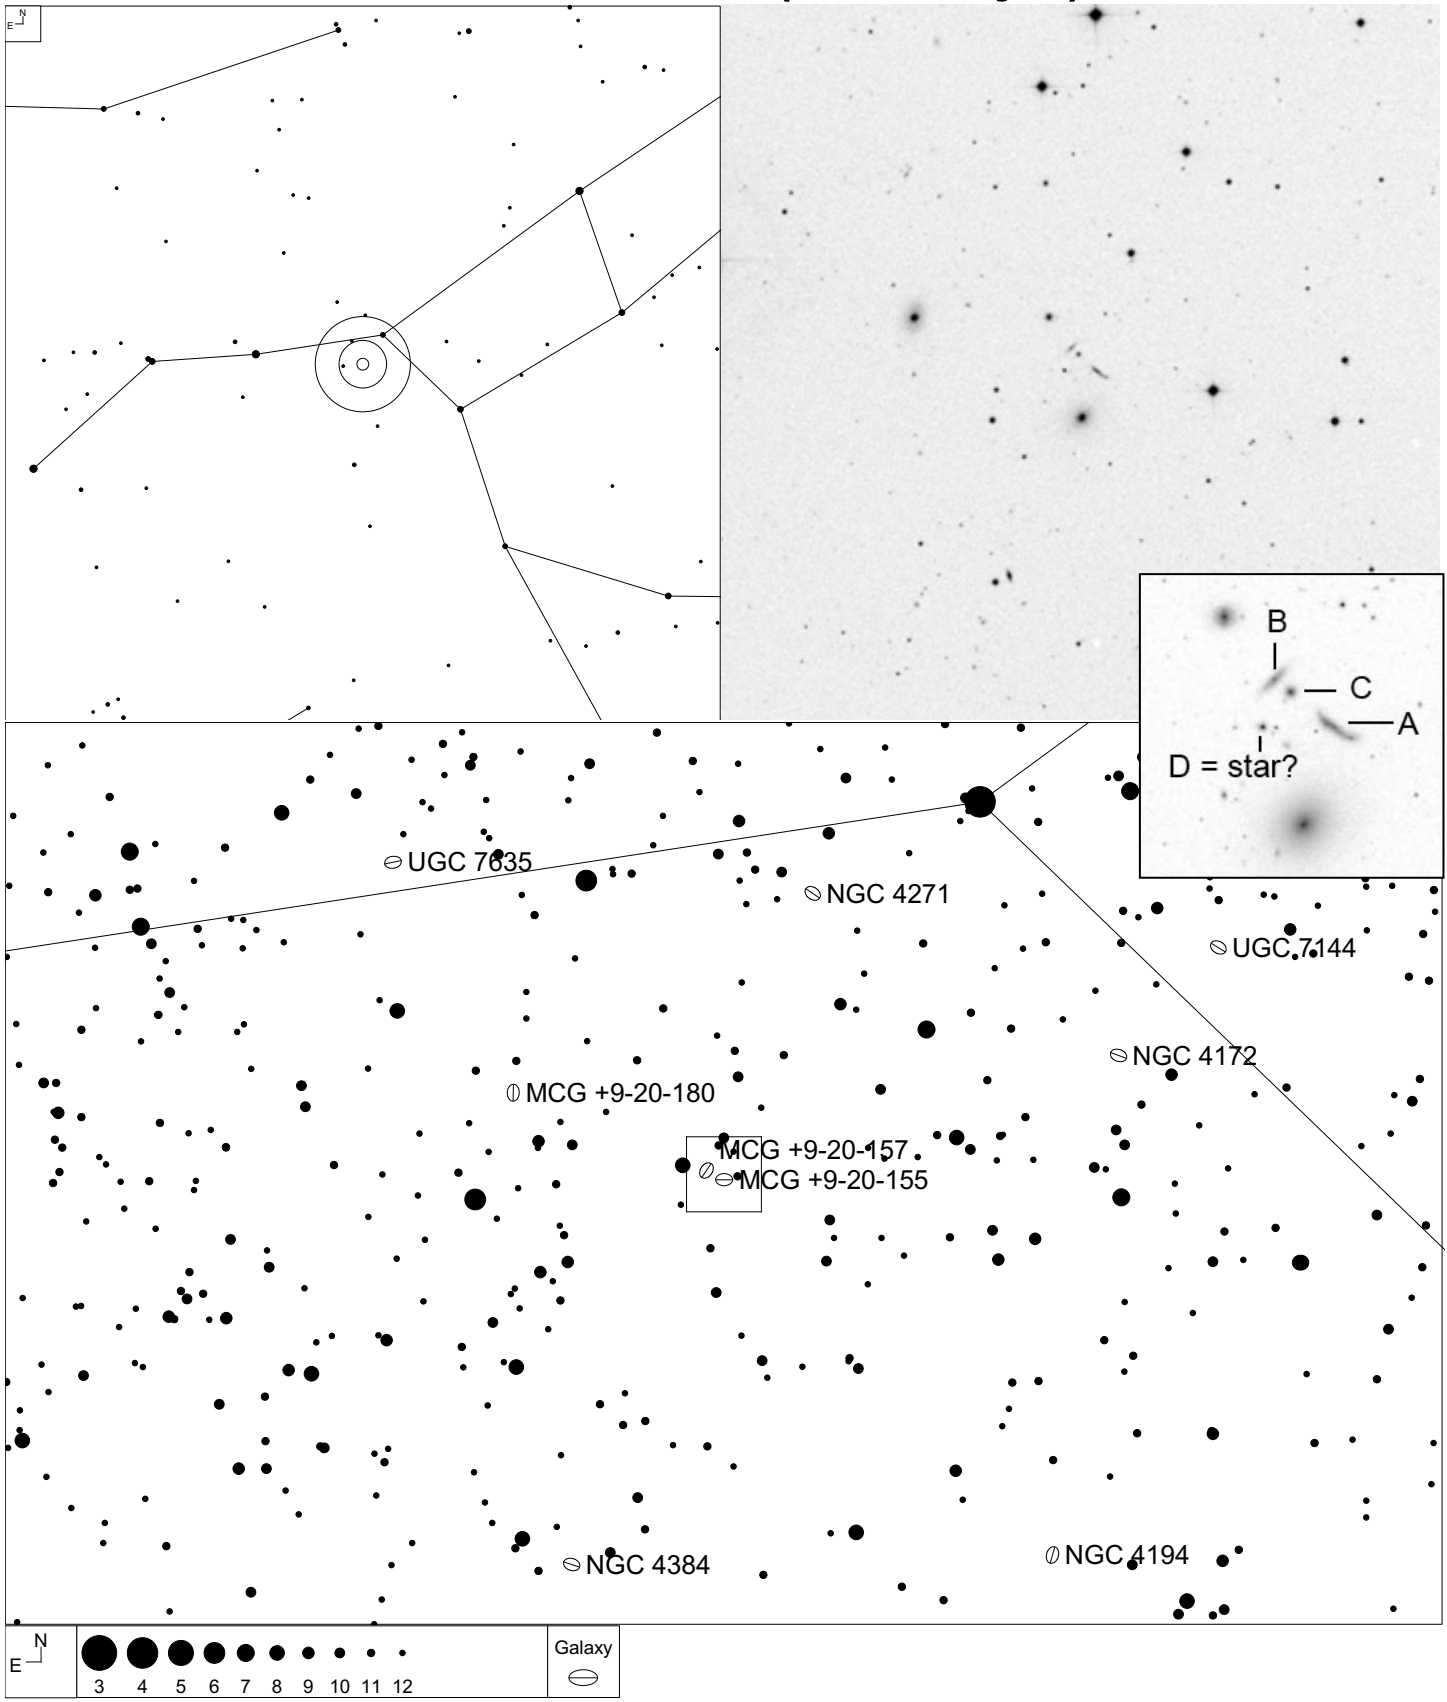 N
E
B
C
A
D = star?
UGC 7635
NGC 4271
UGC 7144
NGC 4172
MCG +9-20-180
MCG +9-20-157
MCG +9-20-155
NGC 4384
NGC 4194
N
E
3 4 5 6 7 8 9 10 11 12
Galaxy